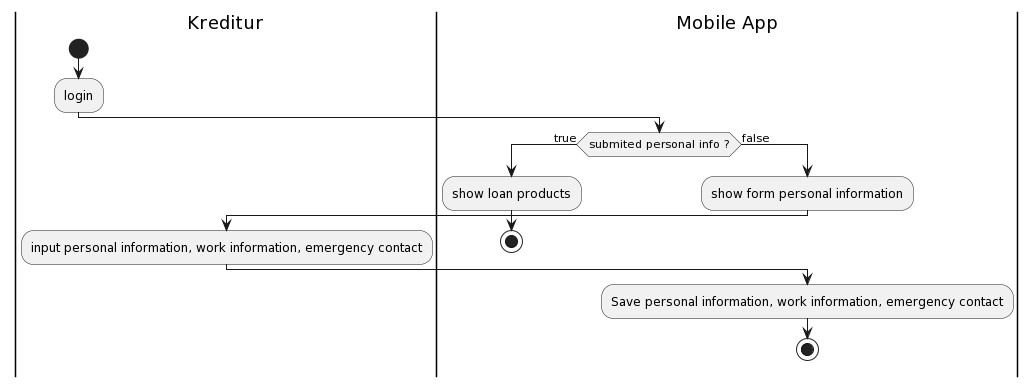 Kreditur
Mobile App
login
true
submited personal info ?
false
show loan products
show form personal information
input personal information, work information, emergency contact
Save personal information, work information, emergency contact